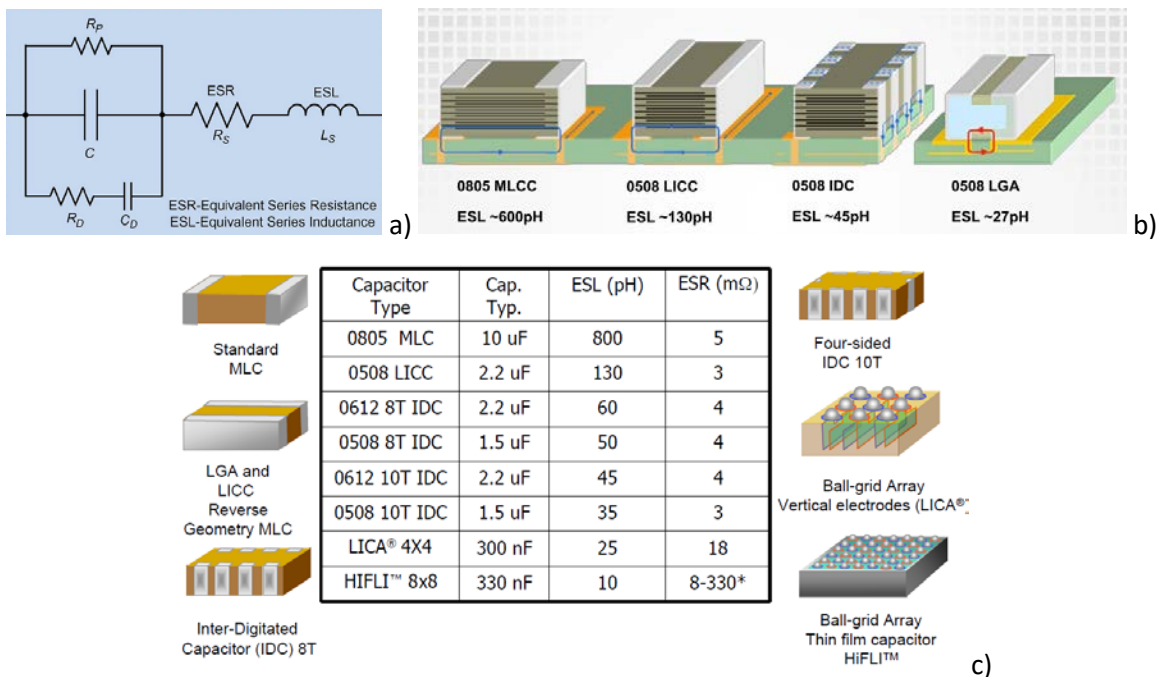 R_P
C
R_D
C_D
ESR
R_S
ESL
L_S
ESR-Equivalent Series Resistance
ESL-Equivalent Series Inductance
a)
0805 MLCC
ESL ~600pH
0508 LICC
ESL ~130pH
0508 IDC
ESL ~45pH
0508 LGA
ESL ~27pH
b)
Standard
MLC
LGA and
LICC
Reverse
Geometry MLC
Inter-Digitated
Capacitor (IDC) 8T
Capacitor Type Cap. Typ. ESL (pH) ESR (mΩ)
0805 MLC 10 uF 800 5
0508 LICC 2.2 uF 130 3
0612 8T IDC 2.2 uF 60 4
0508 8T IDC 1.5 uF 50 4
0612 10T IDC 2.2 uF 45 4
0508 10T IDC 1.5 uF 35 3
LICA® 4X4 300 nF 25 18
HIFLI™ 8x8 330 nF 10 8-330*
Four-sided
IDC 10T
Ball-grid Array
Vertical electrodes (LICA®)
Ball-grid Array
Thin film capacitor
HiFLI™
c)